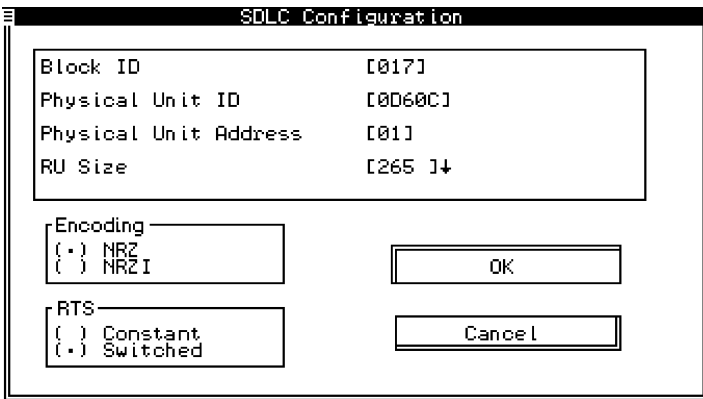 SDLC Configuration
Block ID [017]
Physical Unit ID [0D60C]
Physical Unit Address [01]
RU Size [265 ]↓
Encoding
(•) NRZ
( ) NRZI
OK
RTS
( ) Constant
(•) Switched
Cancel